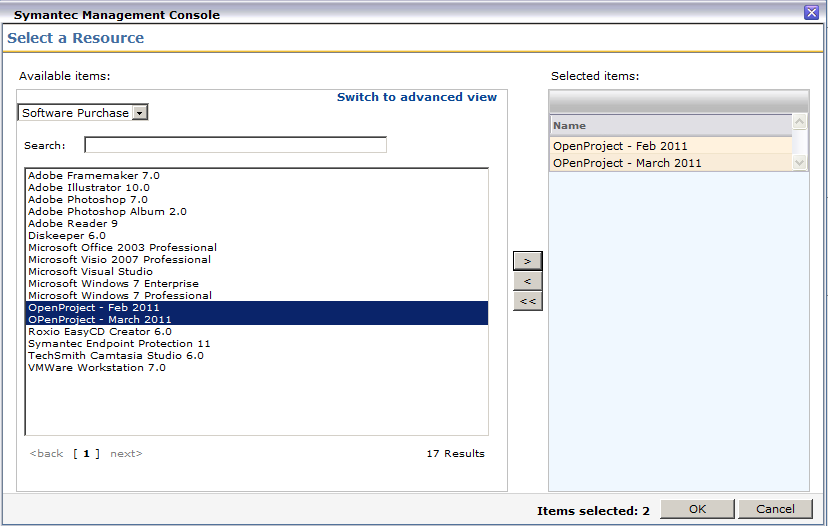 Symantec Management Console
Select a Resource
Available items:
Switch to advanced view
Software Purchase
Search:
Adobe Framemaker 7.0
Adobe Illustrator 10.0
Adobe Photoshop 7.0
Adobe Photoshop Album 2.0
Adobe Reader 9
Diskeeper 6.0
Microsoft Office 2003 Professional
Microsoft Visio 2007 Professional
Microsoft Visual Studio
Microsoft Windows 7 Enterprise
Microsoft Windows 7 Professional
OpenProject - Feb 2011
OPenProject - March 2011
Roxio EasyCD Creator 6.0
Symantec Endpoint Protection 11
TechSmith Camtasia Studio 6.0
VMWare Workstation 7.0
<back [ 1 ] next>
17 Results
>
<
<<
Selected items:
Name
OpenProject - Feb 2011
OPenProject - March 2011
Items selected: 2
OK
Cancel